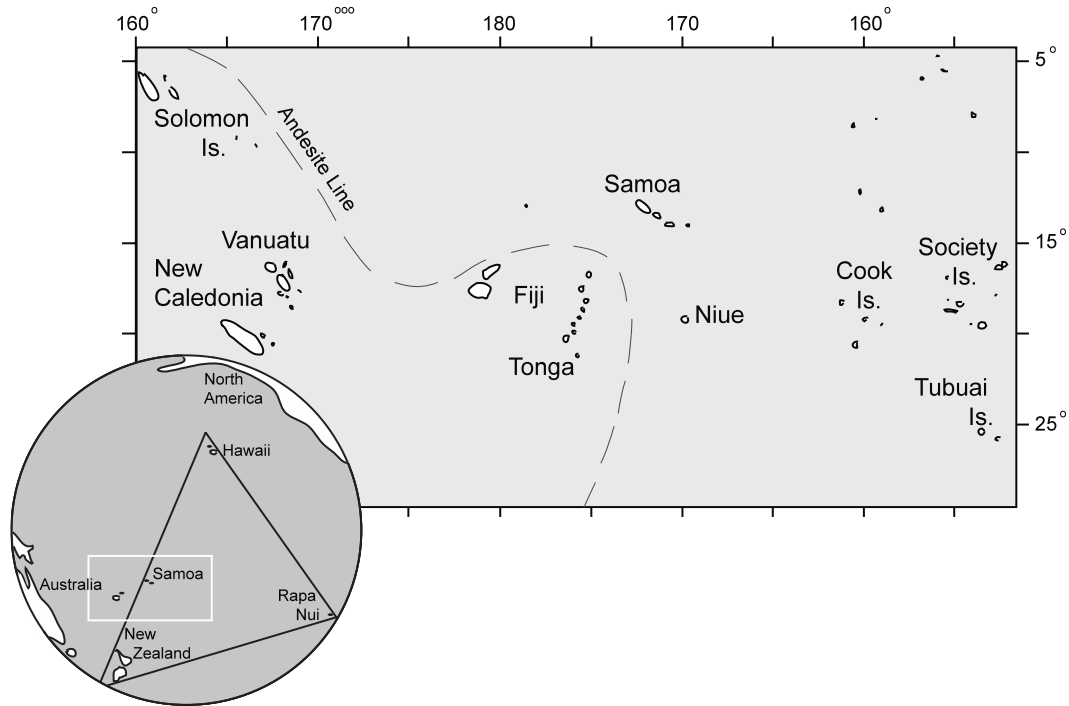 160°
170°°°
180
170
160°
5°
Solomon
Is.
Andesite Line
Samoa
Vanuatu
15°
New
Caledonia
Society
Is.
Cook
Is.
Fiji
Niue
Tonga
Tubuai
Is.
25°
North
America
Hawaii
Samoa
Australia
Rapa
Nui
New
Zealand